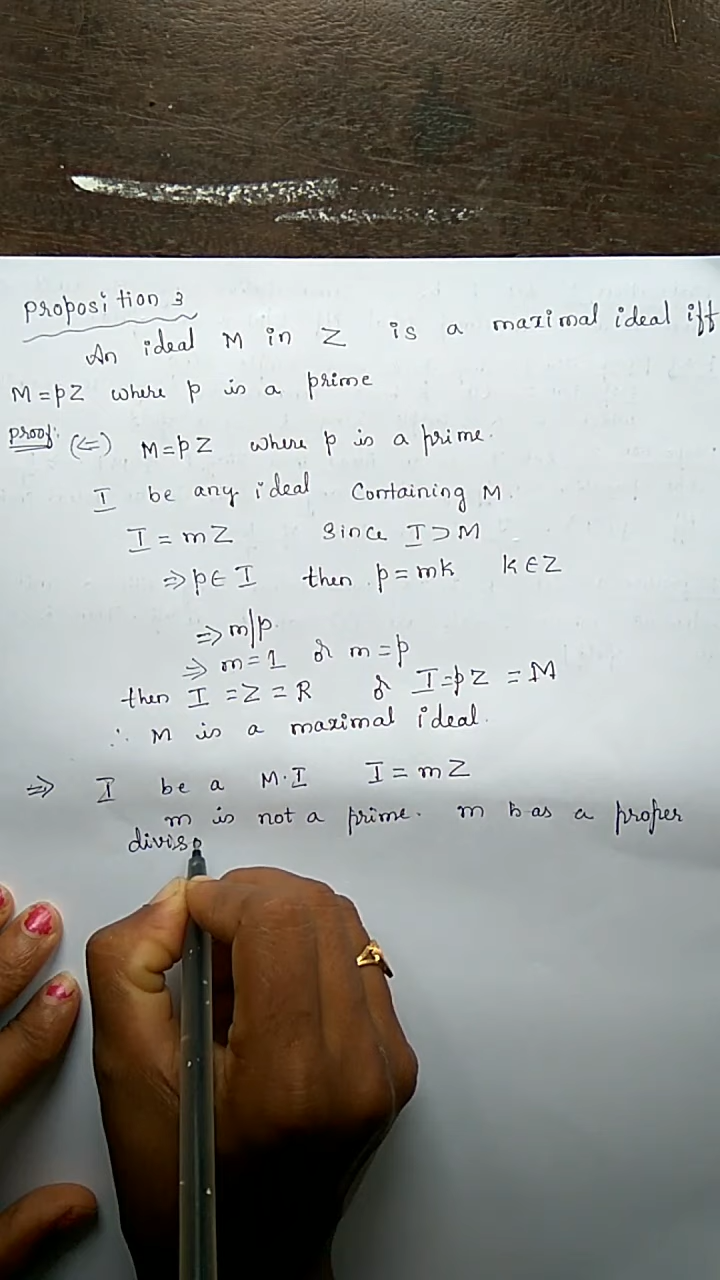 Proposition 3
An ideal M in Z is a maximal ideal iff
M = pZ where p is a prime
Proof: (⇐) M = pZ where p is a prime.
I be any ideal Containing M.
I = mZ Since I ⊃ M
⇒ p ∈ I then p = mk k ∈ Z
⇒ m/p.
⇒ m = 1 or m = p
then I = Z = R or I = pZ = M
∴ M is a maximal ideal.
⇒ I be a M.I I = mZ
m is not a prime. m has a proper
diviso